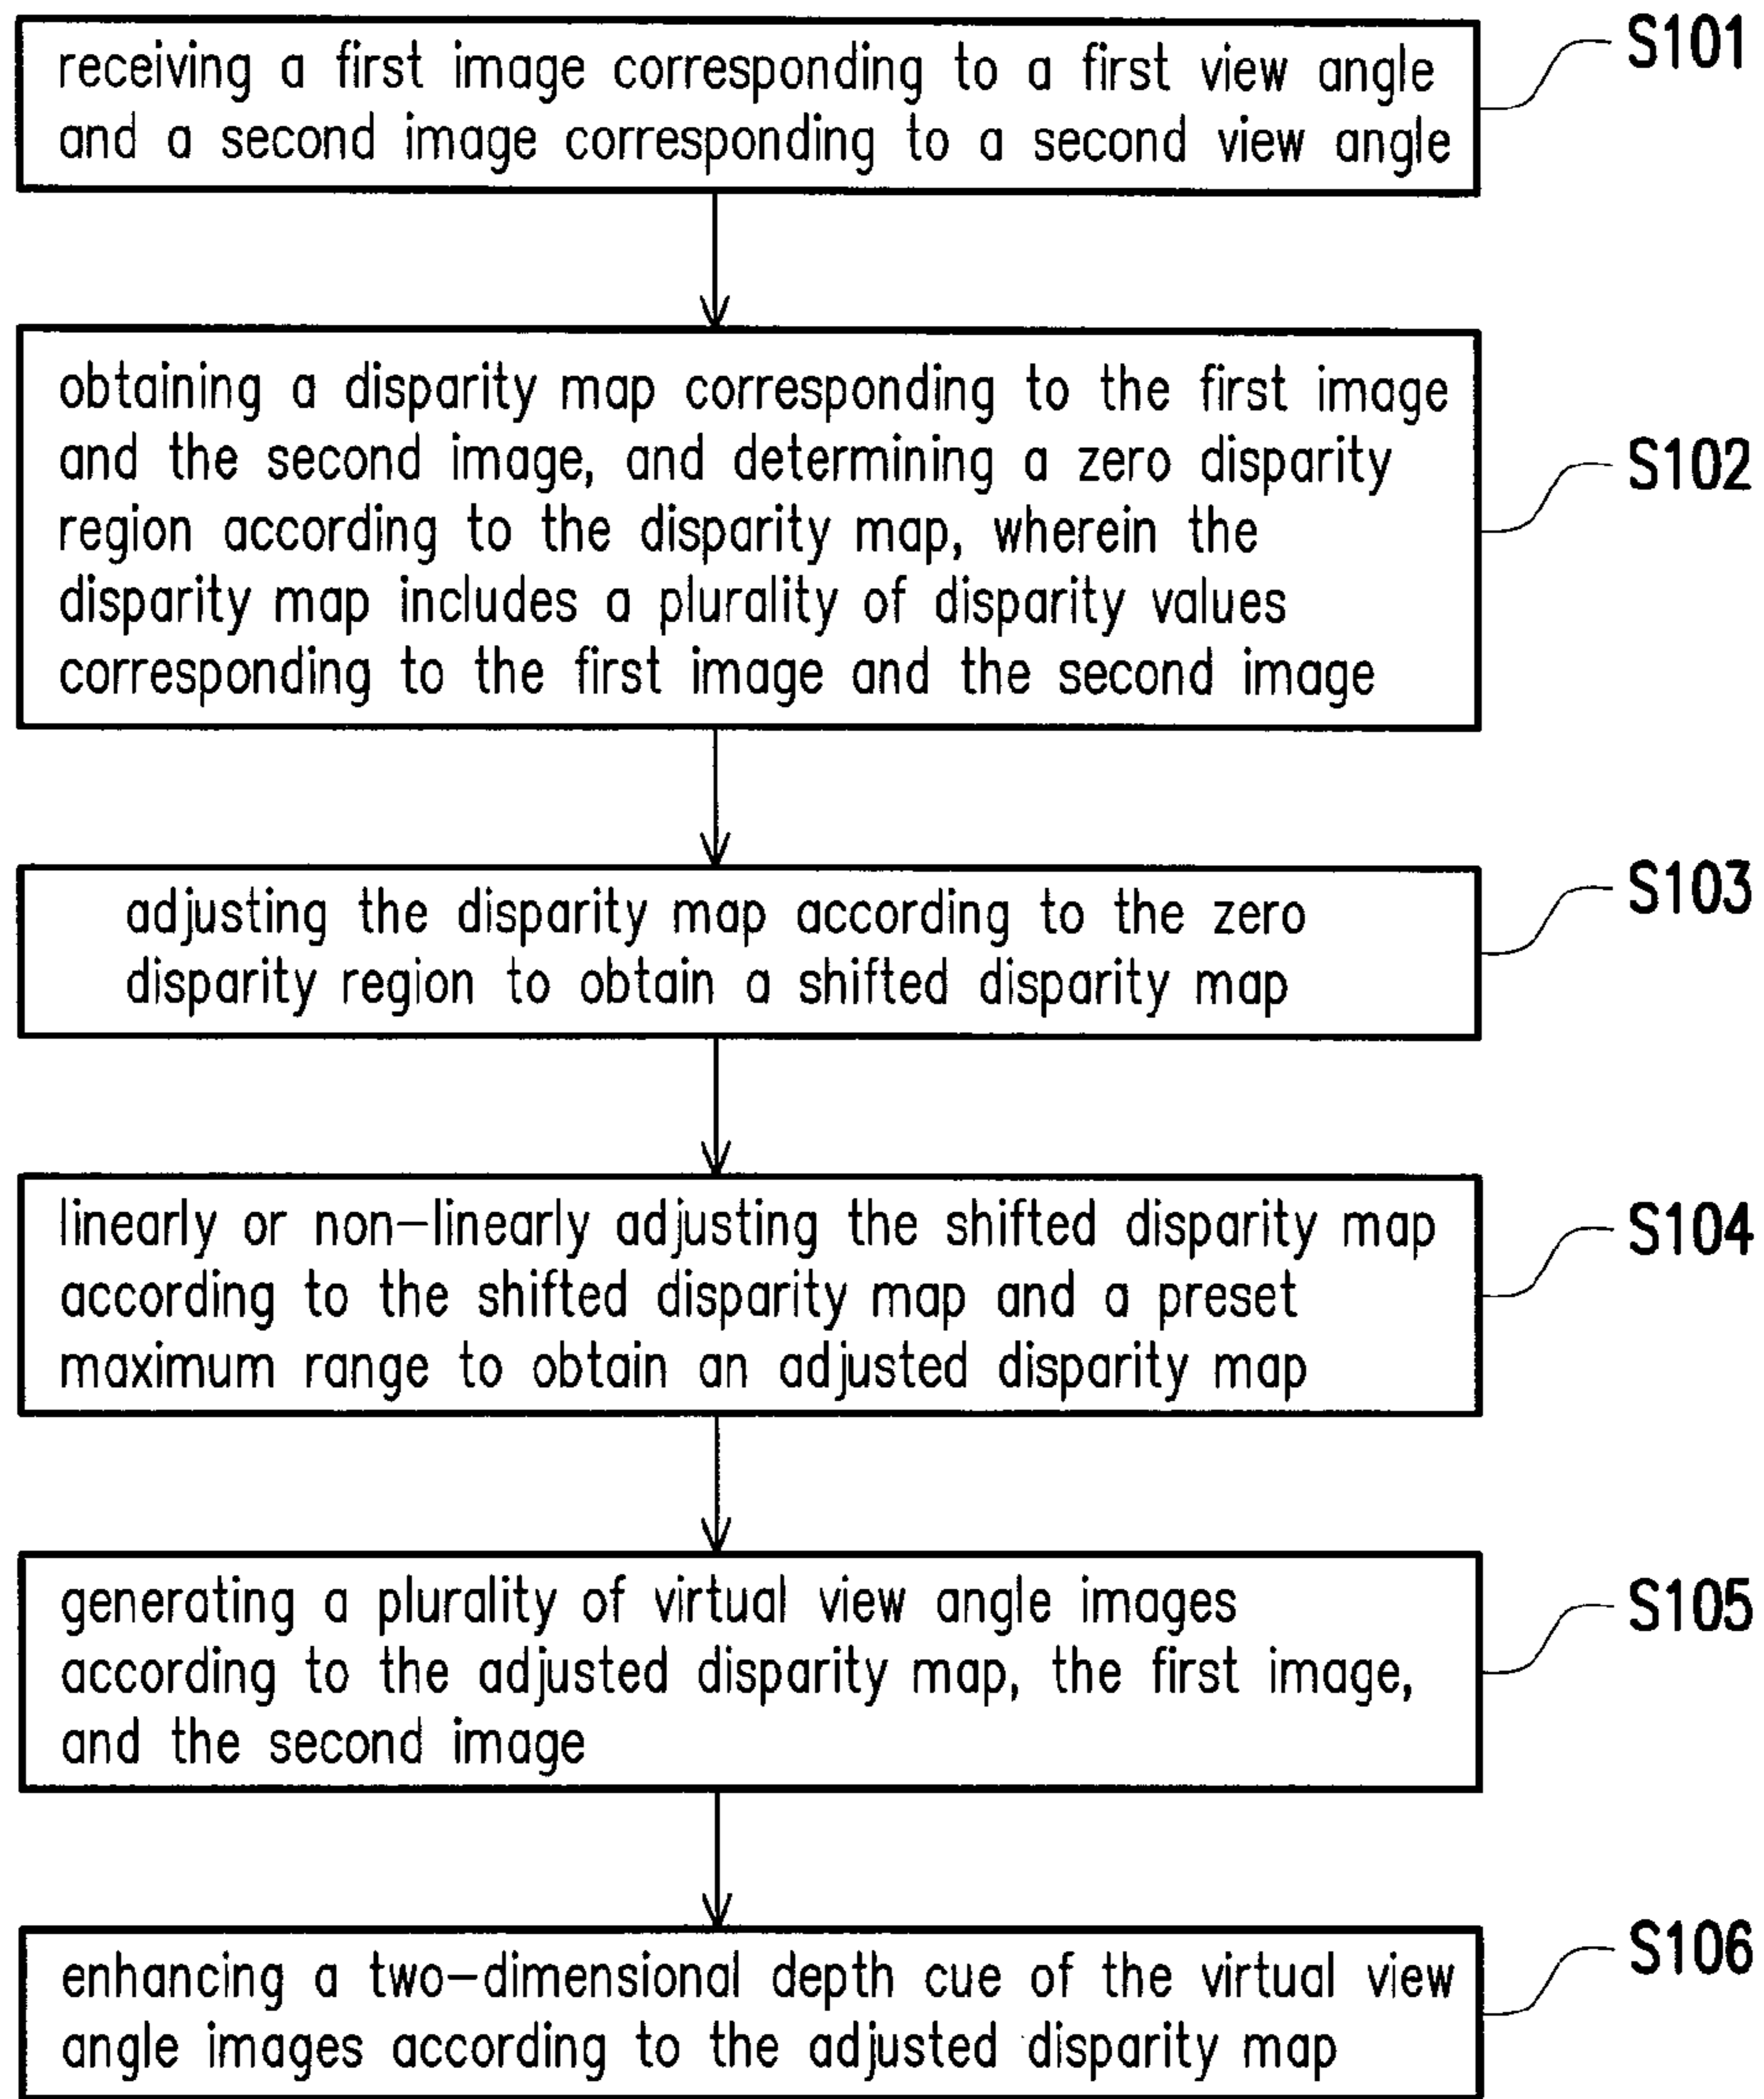 receiving a first image corresponding to a first view angle
and a second image corresponding to a second view angle
S101
obtaining a disparity map corresponding to the first image
and the second image, and determining a zero disparity
region according to the disparity map, wherein the
disparity map includes a plurality of disparity values
corresponding to the first image and the second image
S102
adjusting the disparity map according to the zero
disparity region to obtain a shifted disparity map
S103
linearly or non-linearly adjusting the shifted disparity map
according to the shifted disparity map and a preset
maximum range to obtain an adjusted disparity map
S104
generating a plurality of virtual view angle images
according to the adjusted disparity map, the first image,
and the second image
S105
enhancing a two-dimensional depth cue of the virtual view
angle images according to the adjusted disparity map
S106